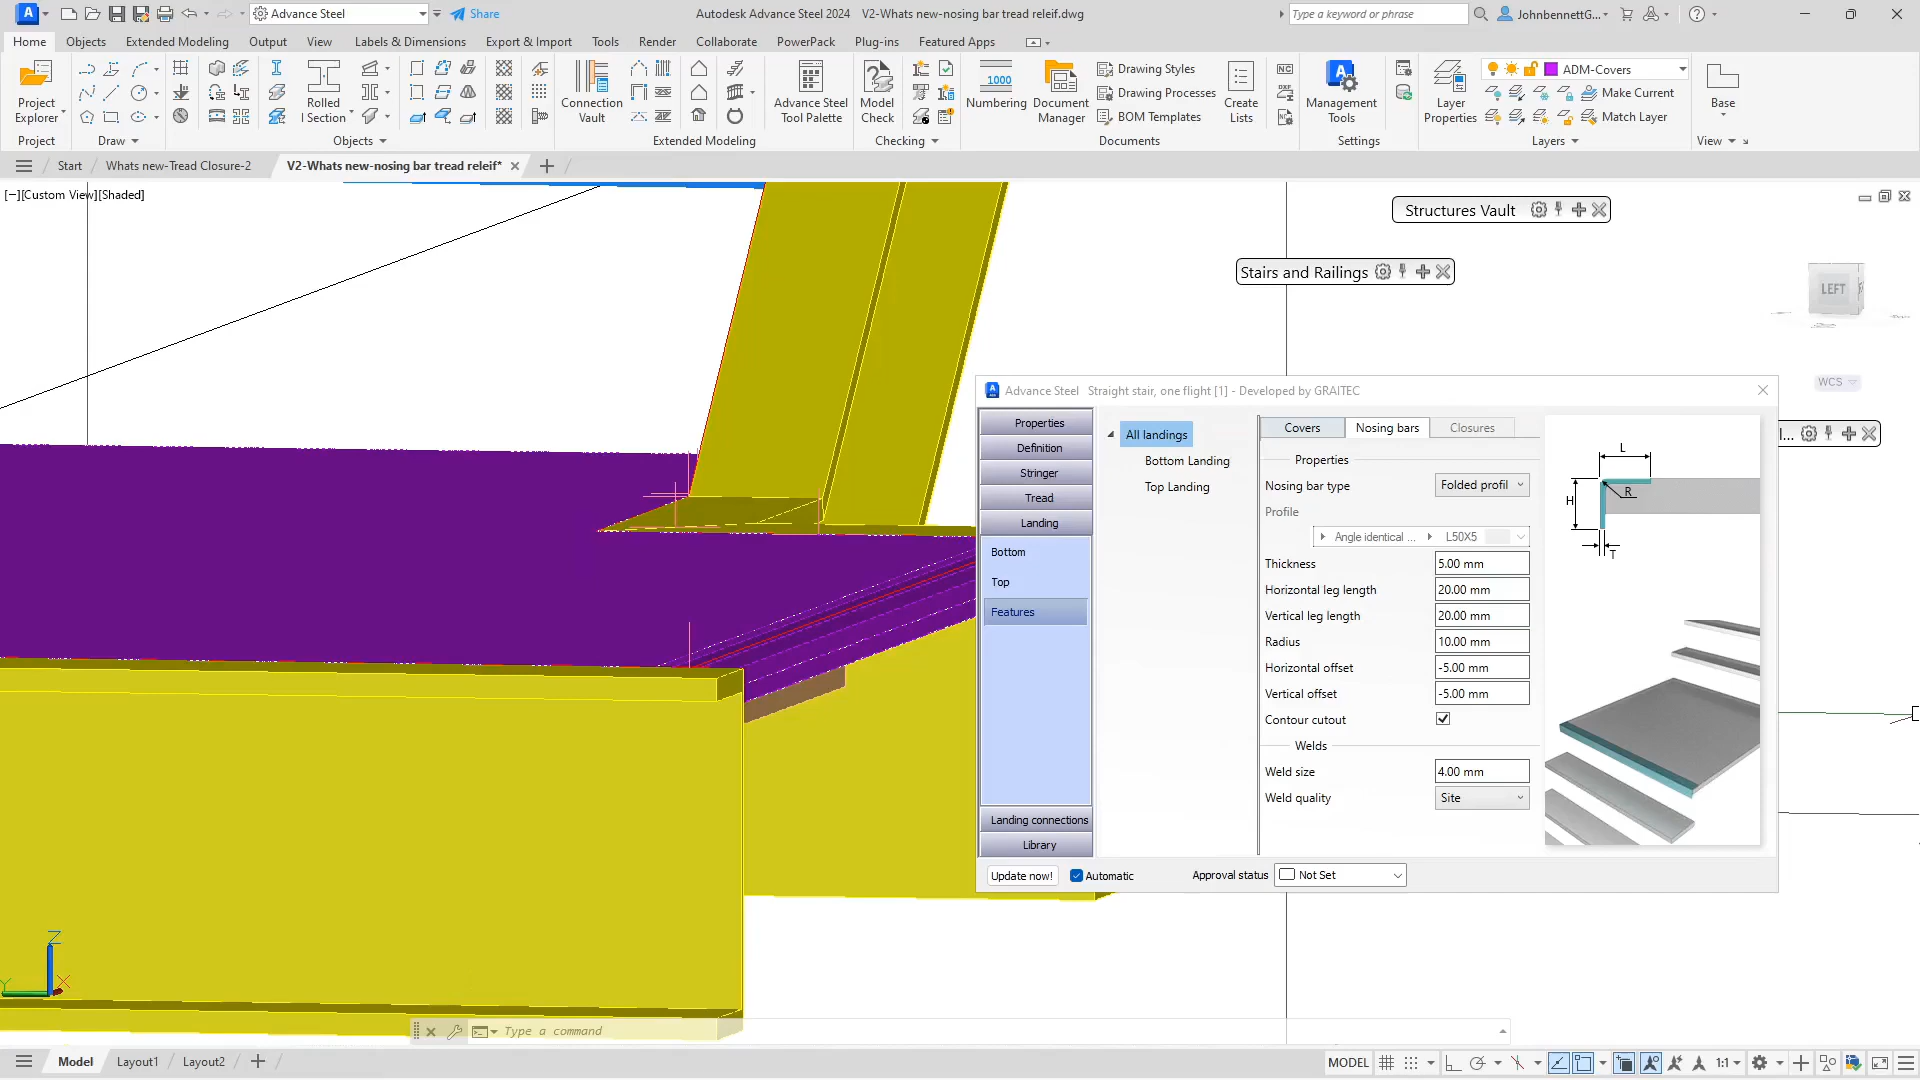 Advance Steel
Share
Autodesk Advance Steel 2024 V2-Whats new-nosing bar tread releif.dwg
Type a keyword or phrase
JohnbennettG...
Home Objects Extended Modeling Output View Labels & Dimensions Export & Import Tools Render Collaborate PowerPack Plug-ins Featured Apps
Project Explorer
Rolled I Section
Connection Vault
Advance Steel Tool Palette
Model Check
1000
Numbering
Document Manager
Drawing Styles
Drawing Processes
BOM Templates
Create Lists
NC
DXF
NC
Management Tools
Layer Properties
ADM-Covers
Make Current
Match Layer
Base
Project Draw Objects Extended Modeling Checking Documents Settings Layers View
Start Whats new-Tread Closure-2 V2-Whats new-nosing bar tread releif*
[−][Custom View][Shaded]
Structures Vault
Stairs and Railings
LEFT
WCS
l...
Advance Steel Straight stair, one flight [1] - Developed by GRAITEC
Properties
Definition
Stringer
Tread
Landing
Bottom
Top
Features
Landing connections
Library
All landings
Bottom Landing
Top Landing
Covers Nosing bars Closures
Properties
Nosing bar type Folded profil
Profile
Angle identical ... L50X5
Thickness 5.00 mm
Horizontal leg length 20.00 mm
Vertical leg length 20.00 mm
Radius 10.00 mm
Horizontal offset -5.00 mm
Vertical offset -5.00 mm
Contour cutout
Welds
Weld size 4.00 mm
Weld quality Site
L
R
H
T
Update now! Automatic Approval status Not Set
Z
Y
X
Type a command
Model Layout1 Layout2
MODEL 1:1